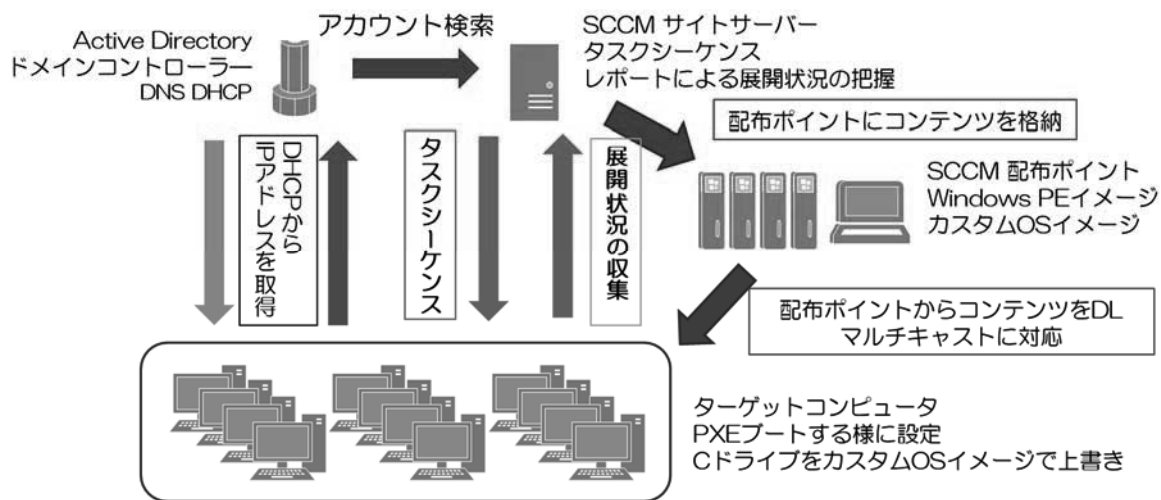 Active Directory
ドメインコントローラー
DNS DHCP
アカウント検索
SCCM サイトサーバー
タスクシーケンス
レポートによる展開状況の把握
配布ポイントにコンテンツを格納
DHCPから
IPアドレスを取得
タスクシーケンス
展開状況の収集
SCCM 配布ポイント
Windows PEイメージ
カスタムOSイメージ
配布ポイントからコンテンツをDL
マルチキャストに対応
ターゲットコンピュータ
PXEブートする様に設定
CドライブをカスタムOSイメージで上書き